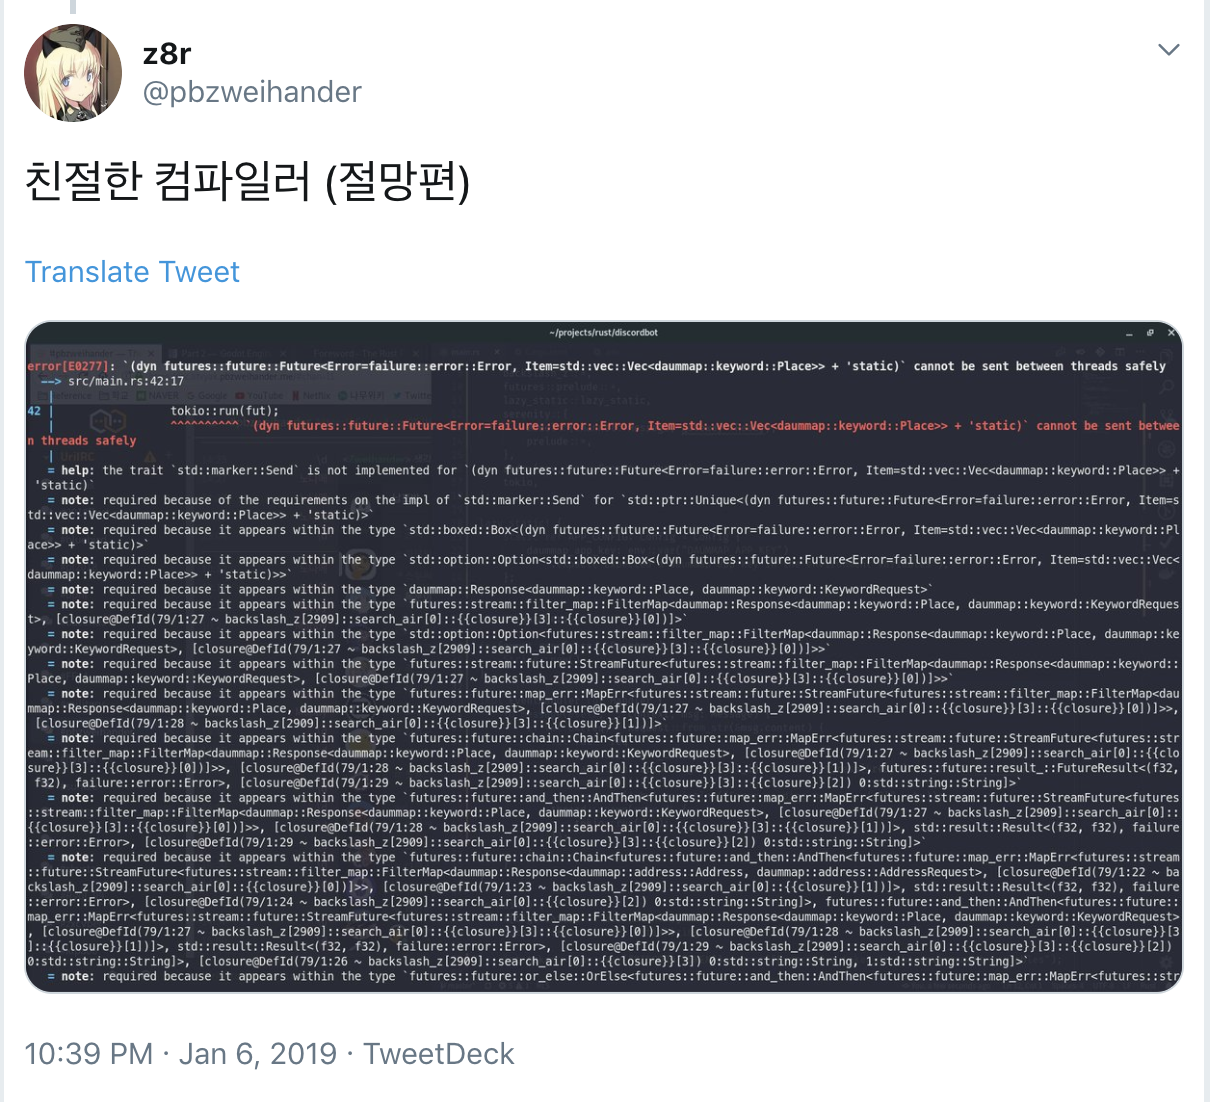 z8r
@pbzweihander
친절한 컴파일러 (절망편)
Translate Tweet
~/projects/rust/discordbot
error[E0277]: `(dyn futures::future::Future<Error=failure::error::Error, Item=std::vec::Vec<daummap::keyword::Place>> + 'static)` cannot be sent between threads safely
--> src/main.rs:42:17
|
42 | tokio::run(fut);
| ^^^^^^^^^^ `(dyn futures::future::Future<Error=failure::error::Error, Item=std::vec::Vec<daummap::keyword::Place>> + 'static)` cannot be sent betwee
n threads safely
|
= help: the trait `std::marker::Send` is not implemented for `(dyn futures::future::Future<Error=failure::error::Error, Item=std::vec::Vec<daummap::keyword::Place>> +
'static)`
= note: required because of the requirements on the impl of `std::marker::Send` for `std::ptr::Unique<(dyn futures::future::Future<Error=failure::error::Error, Item=s
td::vec::Vec<daummap::keyword::Place>> + 'static)>`
= note: required because it appears within the type `std::boxed::Box<(dyn futures::future::Future<Error=failure::error::Error, Item=std::vec::Vec<daummap::keyword::Pl
ace>> + 'static)>`
= note: required because it appears within the type `std::option::Option<std::boxed::Box<(dyn futures::future::Future<Error=failure::error::Error, Item=std::vec::Vec<
daummap::keyword::Place>> + 'static)>>`
= note: required because it appears within the type `daummap::Response<daummap::keyword::Place, daummap::keyword::KeywordRequest>`
= note: required because it appears within the type `futures::stream::filter_map::FilterMap<daummap::Response<daummap::keyword::Place, daummap::keyword::KeywordReques
t>, [closure@DefId(79/1:27 ~ backslash_z[2909]::search_air[0]::{{closure}}[3]::{{closure}}[0])]>`
= note: required because it appears within the type `std::option::Option<futures::stream::filter_map::FilterMap<daummap::Response<daummap::keyword::Place, daummap::ke
yword::KeywordRequest>, [closure@DefId(79/1:27 ~ backslash_z[2909]::search_air[0]::{{closure}}[3]::{{closure}}[0])]>>`
= note: required because it appears within the type `futures::stream::future::StreamFuture<futures::stream::filter_map::FilterMap<daummap::Response<daummap::keyword::
Place, daummap::keyword::KeywordRequest>, [closure@DefId(79/1:27 ~ backslash_z[2909]::search_air[0]::{{closure}}[3]::{{closure}}[0])]>>`
= note: required because it appears within the type `futures::future::map_err::MapErr<futures::stream::future::StreamFuture<futures::stream::filter_map::FilterMap<dau
mmap::Response<daummap::keyword::Place, daummap::keyword::KeywordRequest>, [closure@DefId(79/1:27 ~ backslash_z[2909]::search_air[0]::{{closure}}[3]::{{closure}}[0])]>>,
[closure@DefId(79/1:28 ~ backslash_z[2909]::search_air[0]::{{closure}}[3]::{{closure}}[1])]>`
= note: required because it appears within the type `futures::future::chain::Chain<futures::future::map_err::MapErr<futures::stream::future::StreamFuture<futures::str
eam::filter_map::FilterMap<daummap::Response<daummap::keyword::Place, daummap::keyword::KeywordRequest>, [closure@DefId(79/1:27 ~ backslash_z[2909]::search_air[0]::{{clo
sure}}[3]::{{closure}}[0])]>>, [closure@DefId(79/1:28 ~ backslash_z[2909]::search_air[0]::{{closure}}[3]::{{closure}}[1])]>, futures::future::result_::FutureResult<(f32,
f32), failure::error::Error>, [closure@DefId(79/1:29 ~ backslash_z[2909]::search_air[0]::{{closure}}[3]::{{closure}}[2]) 0:std::string::String]>`
= note: required because it appears within the type `futures::future::and_then::AndThen<futures::future::map_err::MapErr<futures::stream::future::StreamFuture<futures
::stream::filter_map::FilterMap<daummap::Response<daummap::keyword::Place, daummap::keyword::KeywordRequest>, [closure@DefId(79/1:27 ~ backslash_z[2909]::search_air[0]::
{{closure}}[3]::{{closure}}[0])]>>, [closure@DefId(79/1:28 ~ backslash_z[2909]::search_air[0]::{{closure}}[3]::{{closure}}[1])]>, std::result::Result<(f32, f32), failure
::error::Error>, [closure@DefId(79/1:29 ~ backslash_z[2909]::search_air[0]::{{closure}}[3]::{{closure}}[2]) 0:std::string::String]>`
= note: required because it appears within the type `futures::future::chain::Chain<futures::future::and_then::AndThen<futures::future::map_err::MapErr<futures::stream
::future::StreamFuture<futures::stream::filter_map::FilterMap<daummap::Response<daummap::address::Address, daummap::address::AddressRequest>, [closure@DefId(79/1:22 ~ ba
ckslash_z[2909]::search_air[0]::{{closure}}[0])]>>, [closure@DefId(79/1:23 ~ backslash_z[2909]::search_air[0]::{{closure}}[1])]>, std::result::Result<(f32, f32), failure
::error::Error>, [closure@DefId(79/1:24 ~ backslash_z[2909]::search_air[0]::{{closure}}[2]) 0:std::string::String]>, futures::future::and_then::AndThen<futures::future::
map_err::MapErr<futures::stream::future::StreamFuture<futures::stream::filter_map::FilterMap<daummap::Response<daummap::keyword::Place, daummap::keyword::KeywordRequest>
, [closure@DefId(79/1:27 ~ backslash_z[2909]::search_air[0]::{{closure}}[3]::{{closure}}[0])]>>, [closure@DefId(79/1:28 ~ backslash_z[2909]::search_air[0]::{{closure}}[3
]::{{closure}}[1])]>, std::result::Result<(f32, f32), failure::error::Error>, [closure@DefId(79/1:29 ~ backslash_z[2909]::search_air[0]::{{closure}}[3]::{{closure}}[2])
0:std::string::String]>, [closure@DefId(79/1:26 ~ backslash_z[2909]::search_air[0]::{{closure}}[3]) 0:std::string::String, 1:std::string::String]>`
= note: required because it appears within the type `futures::future::or_else::OrElse<futures::future::and_then::AndThen<futures::future::map_err::MapErr<futures::str
10:39 PM · Jan 6, 2019 · TweetDeck